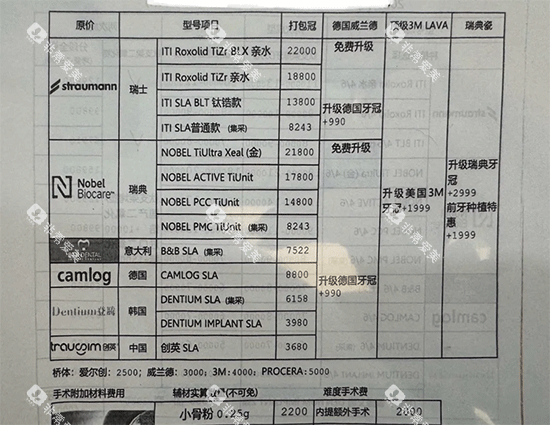 原价 型号项目 打包冠 德国威兰德 顶级3M LAVA 瑞典瓷
straumann 瑞士 ITI Roxolid TiZr BLX 亲水 22000 免费升级
ITI Roxolid TiZr 亲水 18800
ITI SLA BLT 钛锆款 13800 升级德国牙冠
+990
ITI SLA普通款 (集采) 8243
Nobel
Biocare 瑞典 NOBEL TiUltra Xeal (金) 21800 免费升级
NOBEL ACTIVE TiUnit 17800
NOBEL PCC TiUnit 14800
NOBEL PMC TiUnit (集采) 8243
升级美国3M
牙冠+1999
升级瑞典牙
冠
+2999
前牙种植特
惠
+1999
意大利 B&B SLA (集采) 7522
camlog 德国 CAMLOG SLA 8800 升级德国牙冠
+990
Dentium 韩国 DENTIUM SLA (集采) 6158
DENTIUM IMPLANT SLA 3980
创英 中国 创英 SLA 3680
桥体：爱尔创：2500；威兰德：3000；3M:4000；PROCERA:5000
手术附加材料费用 辅材实算 (不可免) 难度手术费
小骨粉 0.25g 2200 内提额外手术 2000